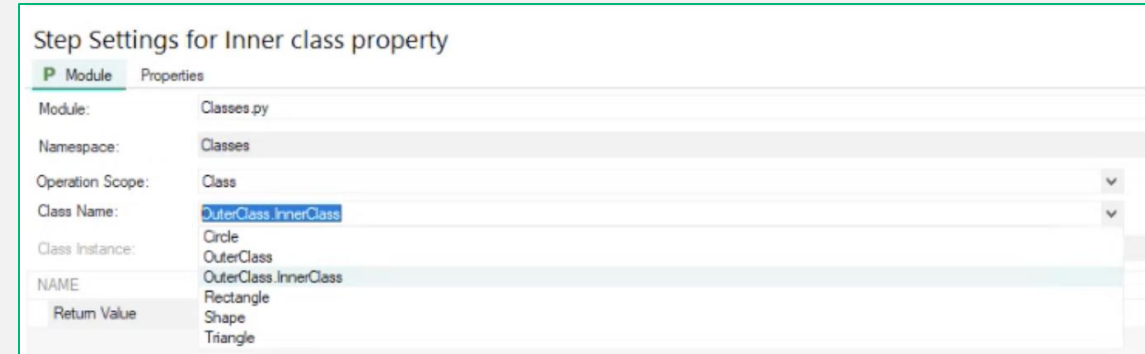 Step Settings for Inner class property
P Module Properties
Module: Classes.py
Namespace: Classes
Operation Scope: Class
Class Name: OuterClass.InnerClass
Circle
Class Instance:
OuterClass
OuterClass.InnerClass
NAME
Rectangle
Return Value
Shape
Triangle